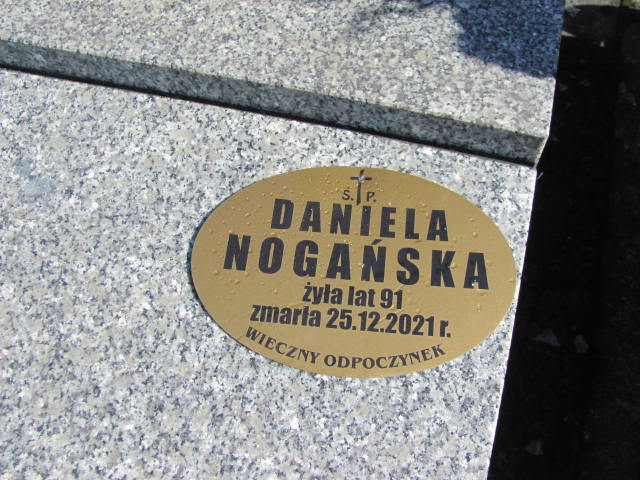 Ś. P.
DANIELA
NOGAŃSKA
żyła lat 91
zmarła 25.12.2021 r.
WIECZNY ODPOCZYNEK